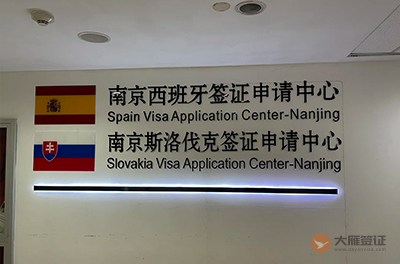 南京西班牙签证申请中心
Spain Visa Application Center-Nanjing
南京斯洛伐克签证申请中心
Slovakia Visa Application Center-Nanjing
大雁签证